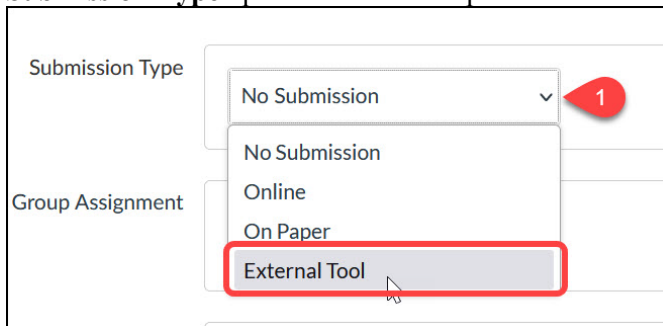 Submission Type
No Submission
1
No Submission
Online
Group Assignment
On Paper
External Tool